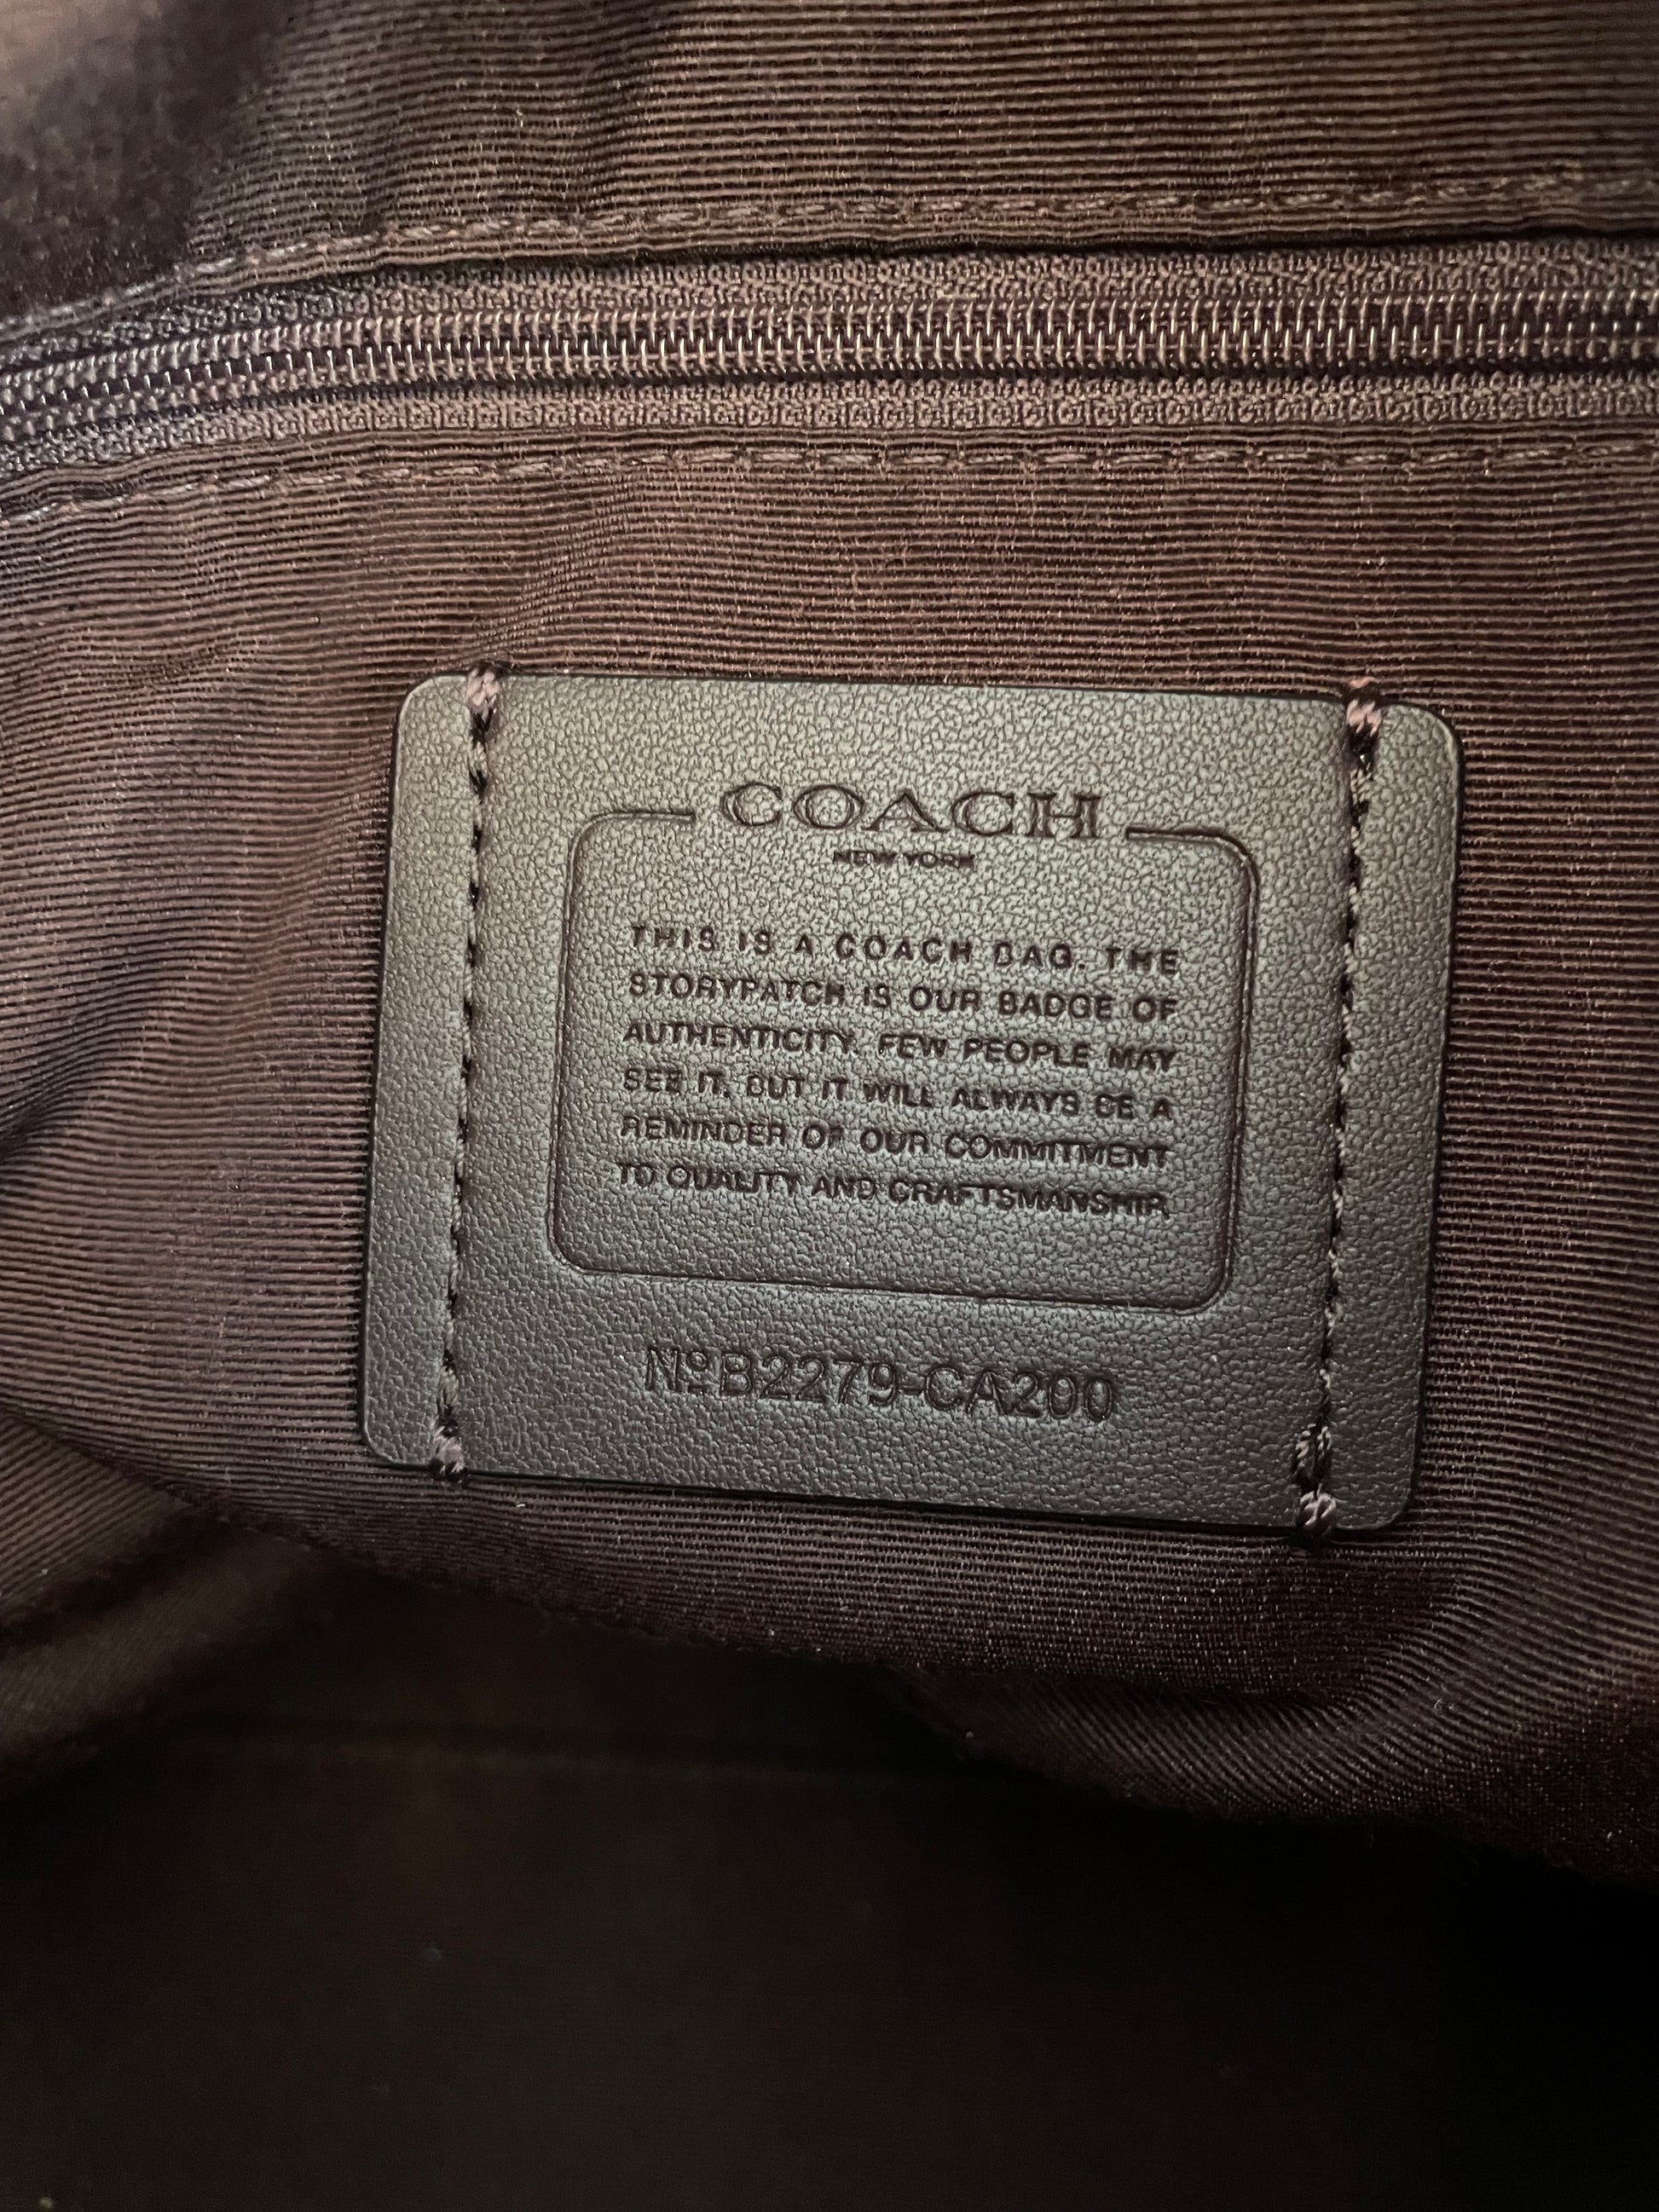 COACH
NEW YORK
THIS IS A COACH BAG. THE
STORYPATCH IS OUR BADGE OF
AUTHENTICITY. FEW PEOPLE MAY
SEE IT, BUT IT WILL ALWAYS BE A
REMINDER OF OUR COMMITMENT
TO QUALITY AND CRAFTSMANSHIP.
Nº B2279-CA200